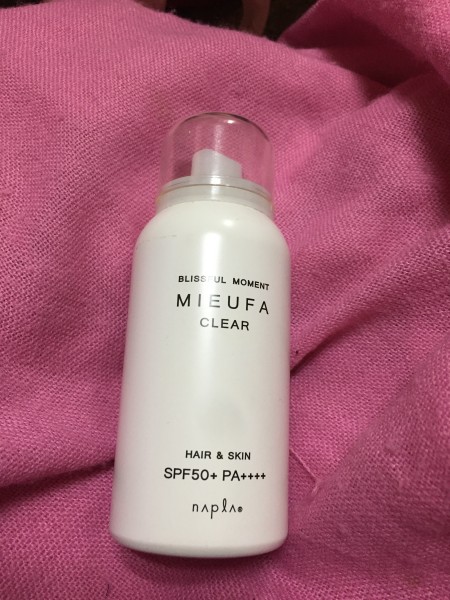 BLISSFUL MOMENT
MIEUFA
CLEAR
HAIR & SKIN
SPF50+ PA++++
napla®